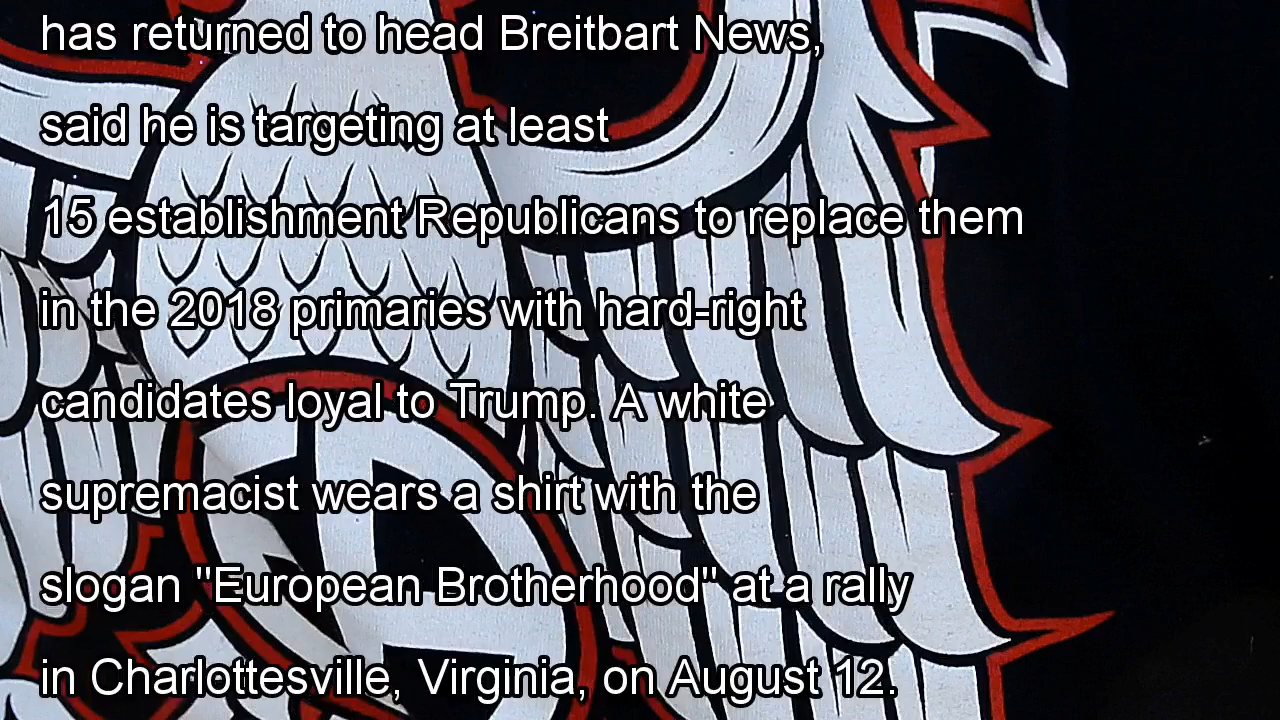 has returned to head Breitbart News,
said he is targeting at least
15 establishment Republicans to replace them
in the 2018 primaries with hard-right
candidates loyal to Trump. A white
supremacist wears a shirt with the
slogan "European Brotherhood" at a rally
in Charlottesville, Virginia, on August 12.